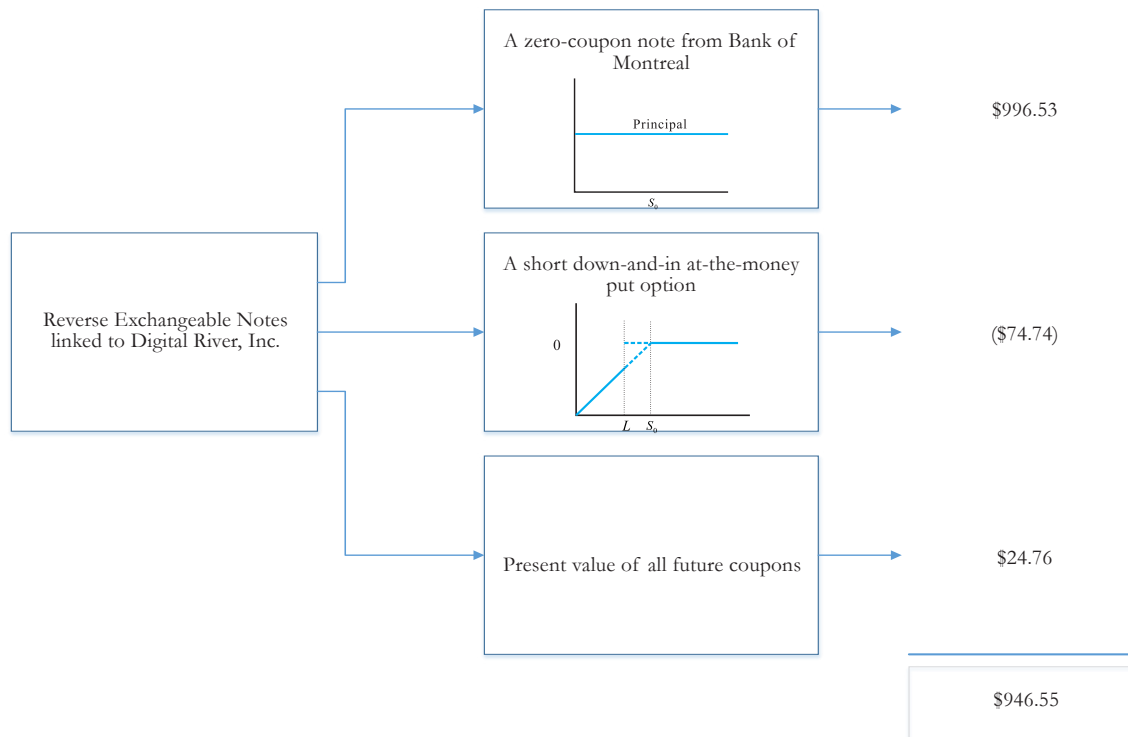 A zero-coupon note from Bank of
Montreal
Principal
S₀
$996.53
Reverse Exchangeable Notes
linked to Digital River, Inc.
A short down-and-in at-the-money
put option
0
L S₀
($74.74)
Present value of all future coupons
$24.76
$946.55